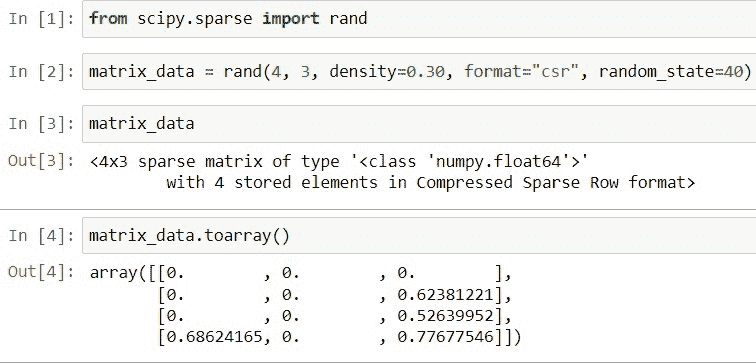 In [1]: from scipy.sparse import rand
In [2]: matrix_data = rand(4, 3, density=0.30, format="csr", random_state=40)
In [3]: matrix_data
Out[3]: <4x3 sparse matrix of type '<class 'numpy.float64'>'
with 4 stored elements in Compressed Sparse Row format>
In [4]: matrix_data.toarray()
Out[4]: array([[0.        , 0.        , 0.        ],
[0.        , 0.        , 0.62381221],
[0.        , 0.        , 0.52639952],
[0.68624165, 0.        , 0.77677546]])